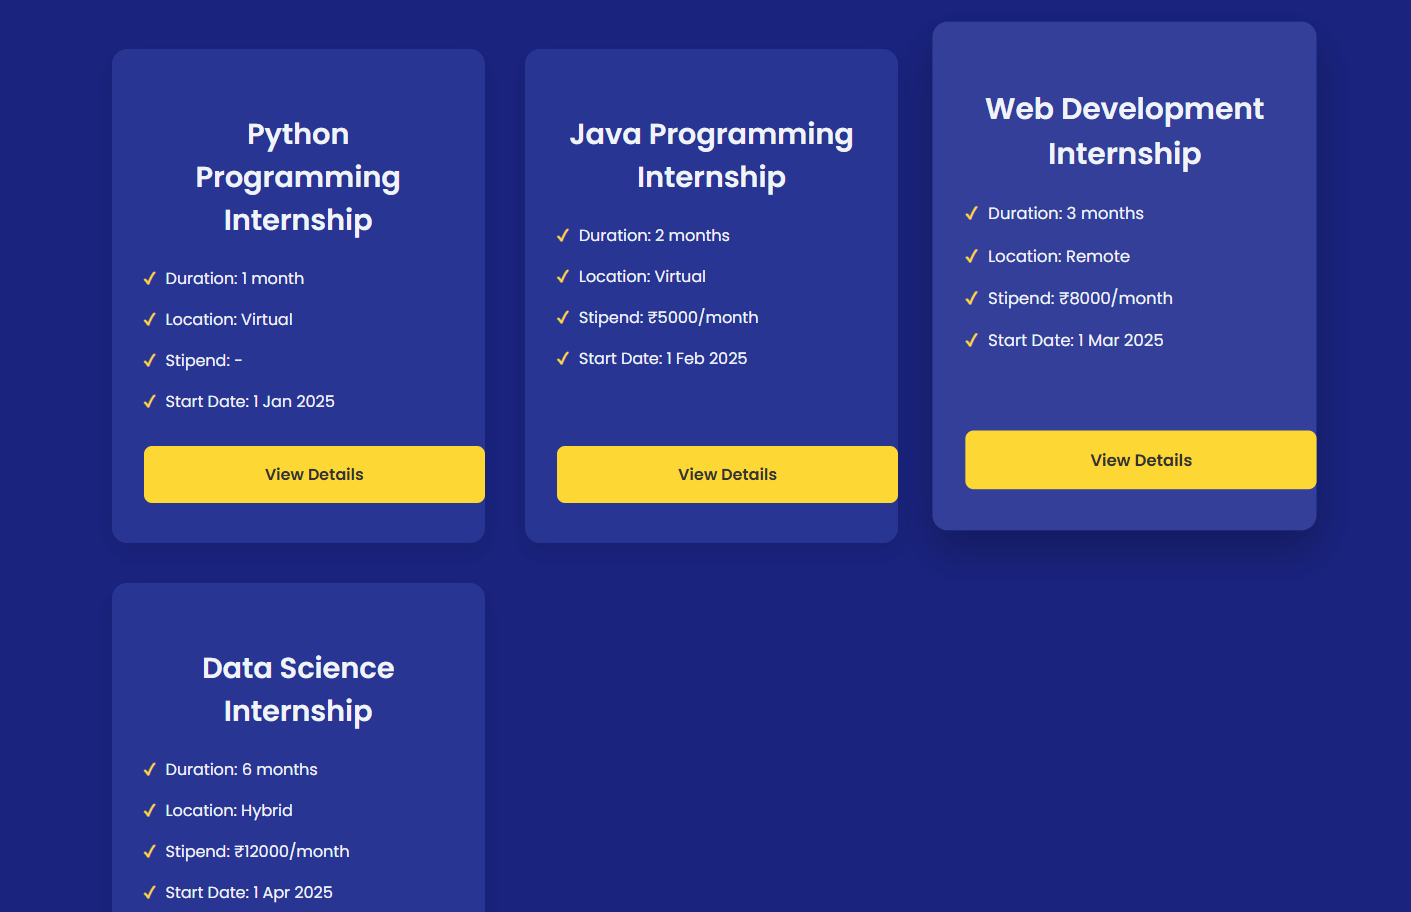 Python
Programming
Internship
✓ Duration: 1 month
✓ Location: Virtual
✓ Stipend: -
✓ Start Date: 1 Jan 2025
View Details
Java Programming
Internship
✓ Duration: 2 months
✓ Location: Virtual
✓ Stipend: ₹5000/month
✓ Start Date: 1 Feb 2025
View Details
Web Development
Internship
✓ Duration: 3 months
✓ Location: Remote
✓ Stipend: ₹8000/month
✓ Start Date: 1 Mar 2025
View Details
Data Science
Internship
✓ Duration: 6 months
✓ Location: Hybrid
✓ Stipend: ₹12000/month
✓ Start Date: 1 Apr 2025